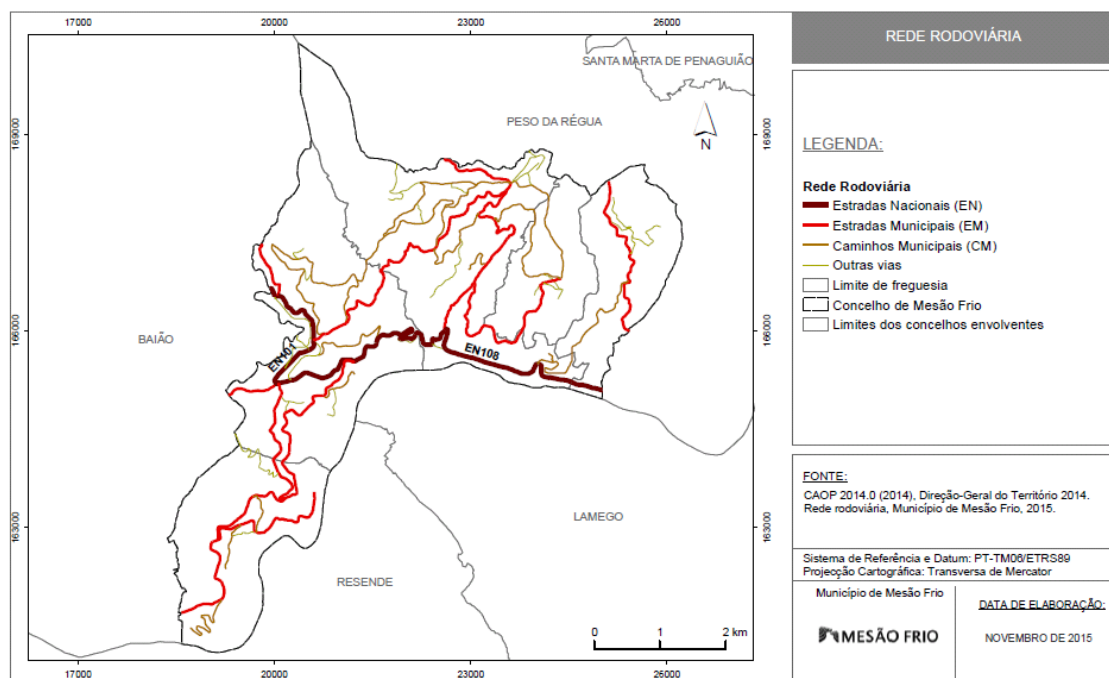 17000 20000 23000 26000
REDE RODOVIÁRIA
SANTA MARTA DE PENAGUIÃO
PESO DA RÉGUA
169000 169000
N
LEGENDA:
Rede Rodoviária
Estradas Nacionais (EN)
Estradas Municipais (EM)
Caminhos Municipais (CM)
Outras vias
Limite de freguesia
Concelho de Mesão Frio
Limites dos concelhos envolventes
166000 166000
BAIÃO
EN101
EN108
FONTE:
CAOP 2014.0 (2014), Direção-Geral do Território 2014.
Rede rodoviária, Município de Mesão Frio, 2015.
163000 163000
LAMEGO
RESENDE
Sistema de Referência e Datum: PT-TM06/ETRS89
Projecção Cartográfica: Transversa de Mercator
Município de Mesão Frio
MESÃO FRIO
DATA DE ELABORAÇÃO:
NOVEMBRO DE 2015
0 1 2 km
17000 20000 23000 26000